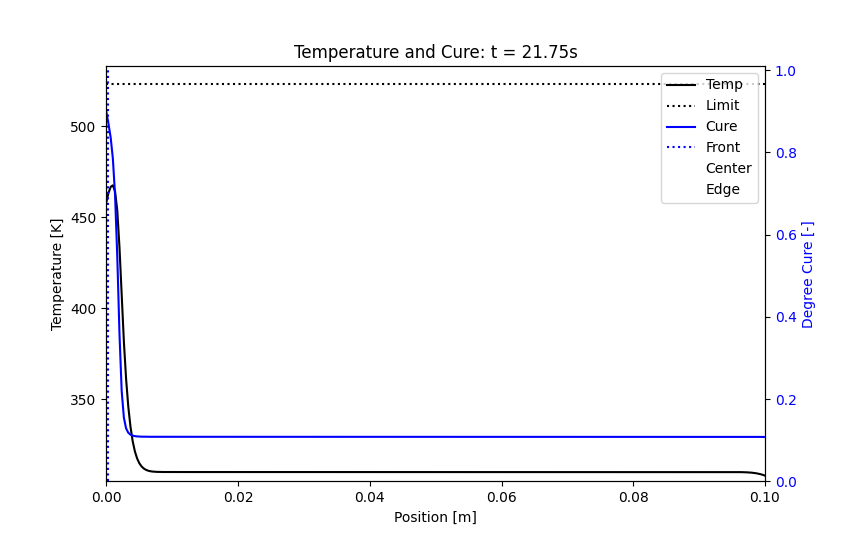 Temperature and Cure: t = 21.75s
Temperature [K]
500
450
400
350
Temp
Limit
Cure
Front
Center
Edge
1.0
0.8
0.6
0.4
0.2
0.0
Degree Cure [-]
0.00
0.02
0.04
0.06
0.08
0.10
Position [m]